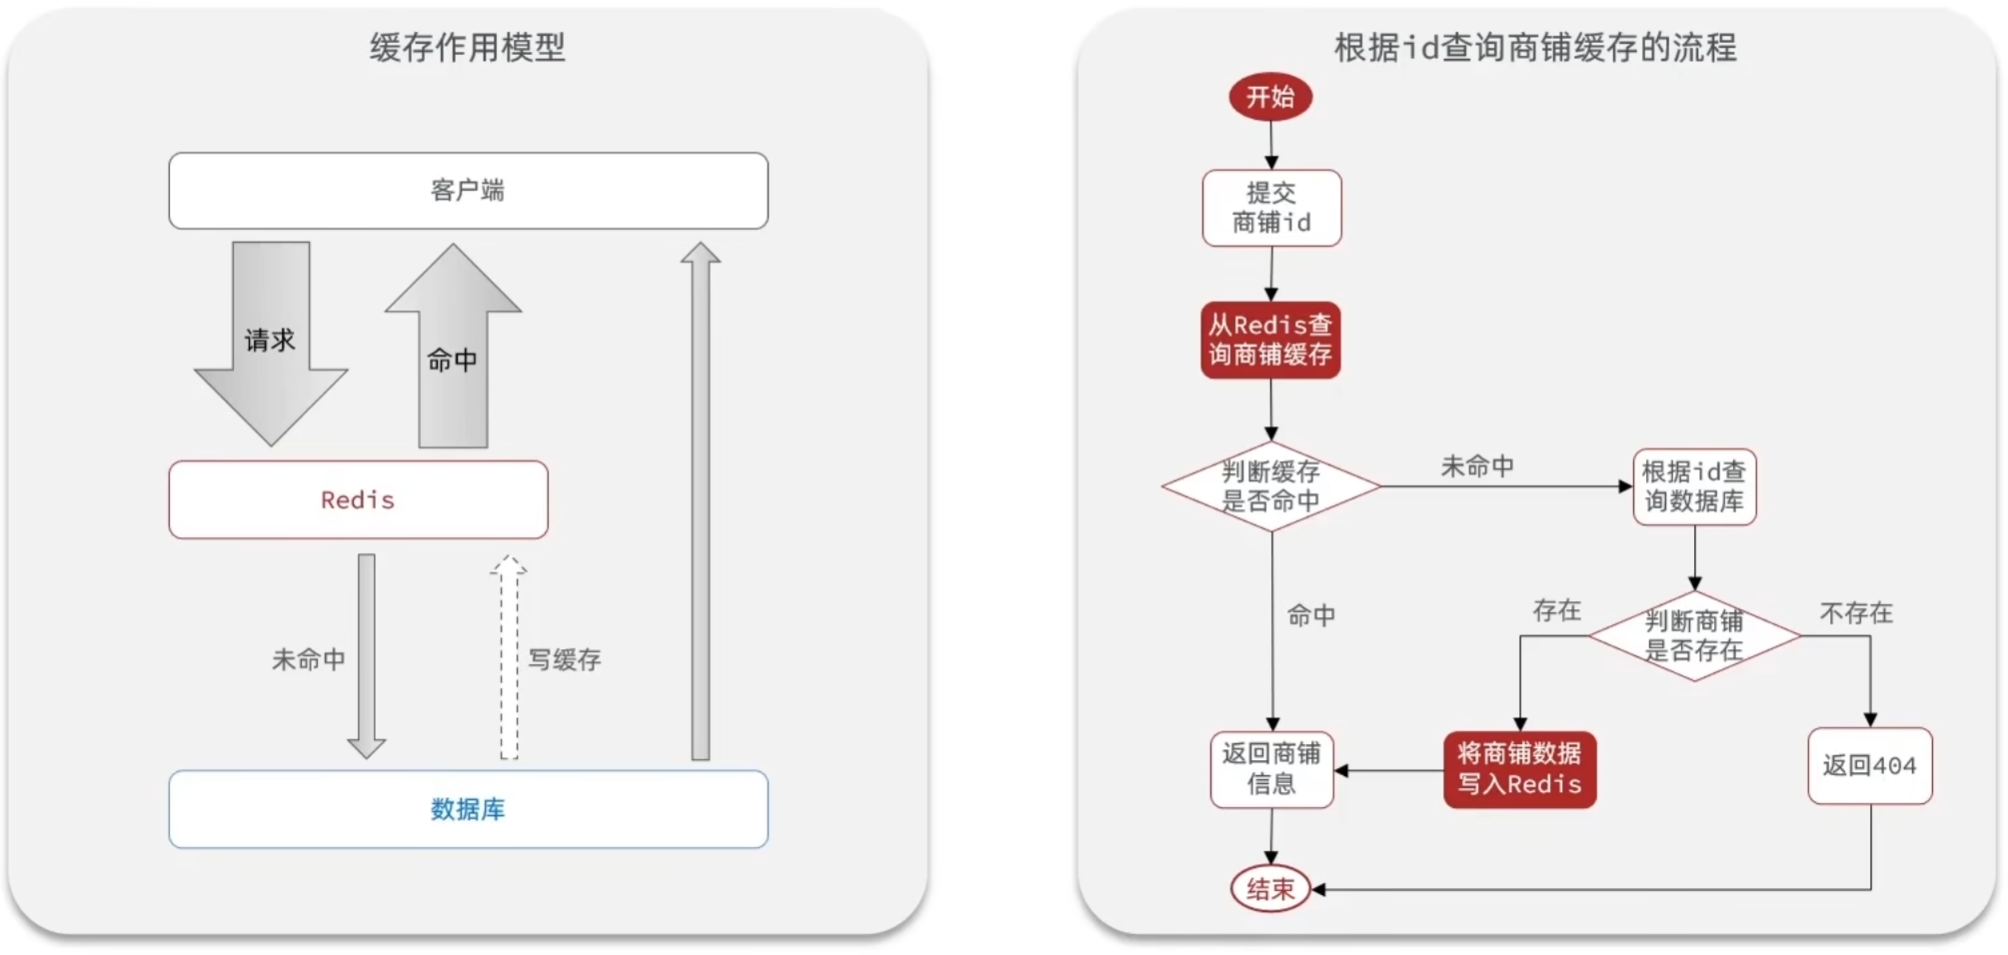 缓存作用模型
客户端
请求
命中
Redis
未命中
写缓存
数据库
根据id查询商铺缓存的流程
开始
提交
商铺id
从Redis查
询商铺缓存
判断缓存
是否命中
未命中
根据id查
询数据库
命中
存在
判断商铺
是否存在
不存在
返回商铺
信息
将商铺数据
写入Redis
返回404
结束